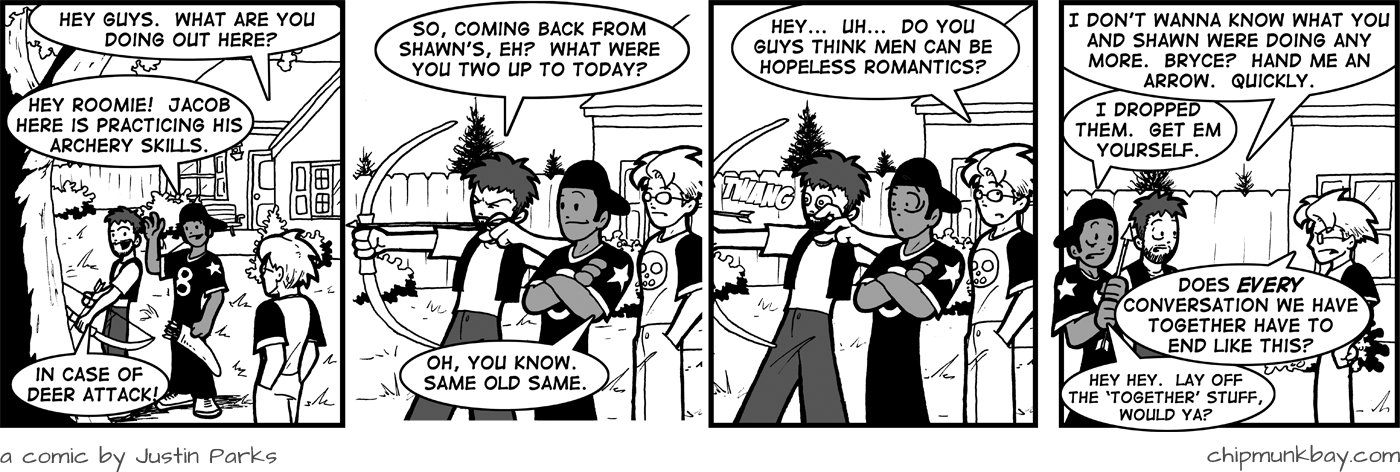 HEY GUYS. WHAT ARE YOU
DOING OUT HERE?
HEY ROOMIE! JACOB
HERE IS PRACTICING HIS
ARCHERY SKILLS.
8
IN CASE OF
DEER ATTACK!
SO, COMING BACK FROM
SHAWN'S, EH? WHAT WERE
YOU TWO UP TO TODAY?
OH, YOU KNOW.
SAME OLD SAME.
HEY... UH... DO YOU
GUYS THINK MEN CAN BE
HOPELESS ROMANTICS?
TWANG
I DON'T WANNA KNOW WHAT YOU
AND SHAWN WERE DOING ANY
MORE. BRYCE? HAND ME AN
ARROW. QUICKLY.
I DROPPED
THEM. GET EM
YOURSELF.
DOES EVERY
CONVERSATION WE HAVE
TOGETHER HAVE TO
END LIKE THIS?
HEY HEY. LAY OFF
THE 'TOGETHER' STUFF,
WOULD YA?
a comic by Justin Parks
chipmunkbay.com